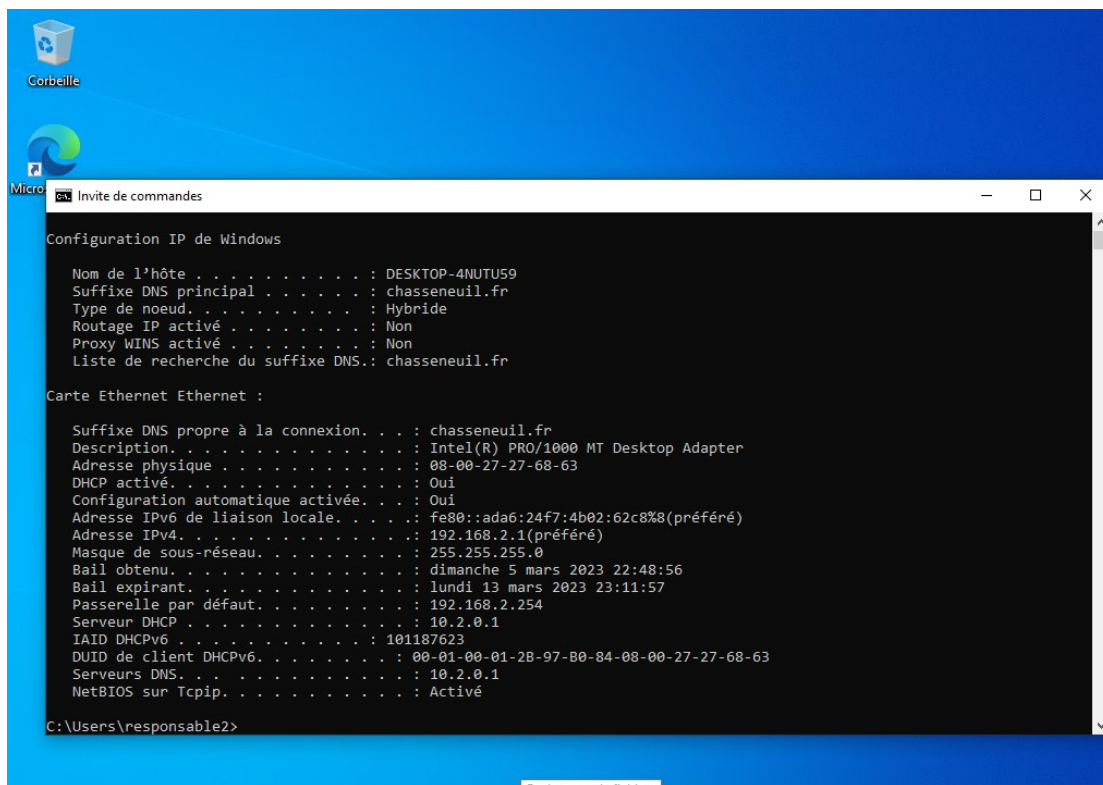 Corbeille
Micro
Invite de commandes
Configuration IP de Windows
Nom de l’hôte . . . . . . . . . . : DESKTOP-4NUTU59
Suffixe DNS principal . . . . . . : chasseneuil.fr
Type de noeud. . . . . . . . . .  : Hybride
Routage IP activé . . . . . . . . : Non
Proxy WINS activé . . . . . . . . : Non
Liste de recherche du suffixe DNS.: chasseneuil.fr
Carte Ethernet Ethernet :
Suffixe DNS propre à la connexion. . . : chasseneuil.fr
Description. . . . . . . . . . . . . . : Intel(R) PRO/1000 MT Desktop Adapter
Adresse physique . . . . . . . . . . . : 08-00-27-27-68-63
DHCP activé. . . . . . . . . . . . . . : Oui
Configuration automatique activée. . . : Oui
Adresse IPv6 de liaison locale. . . . .: fe80::ada6:24f7:4b02:62c8%8(préféré)
Adresse IPv4. . . . . . . . . . . . . .: 192.168.2.1(préféré)
Masque de sous-réseau. . . . . . . . . : 255.255.255.0
Bail obtenu. . . . . . . . . . . . . . : dimanche 5 mars 2023 22:48:56
Bail expirant. . . . . . . . . . . . . : lundi 13 mars 2023 23:11:57
Passerelle par défaut. . . . . . . . . : 192.168.2.254
Serveur DHCP . . . . . . . . . . . . . : 10.2.0.1
IAID DHCPv6 . . . . . . . . . . . : 101187623
DUID de client DHCPv6. . . . . . . . : 00-01-00-01-2B-97-B0-84-08-00-27-27-68-63
Serveurs DNS. . .  . . . . . . . . . . : 10.2.0.1
NetBIOS sur Tcpip. . . . . . . . . . . : Activé
C:\Users\responsable2>